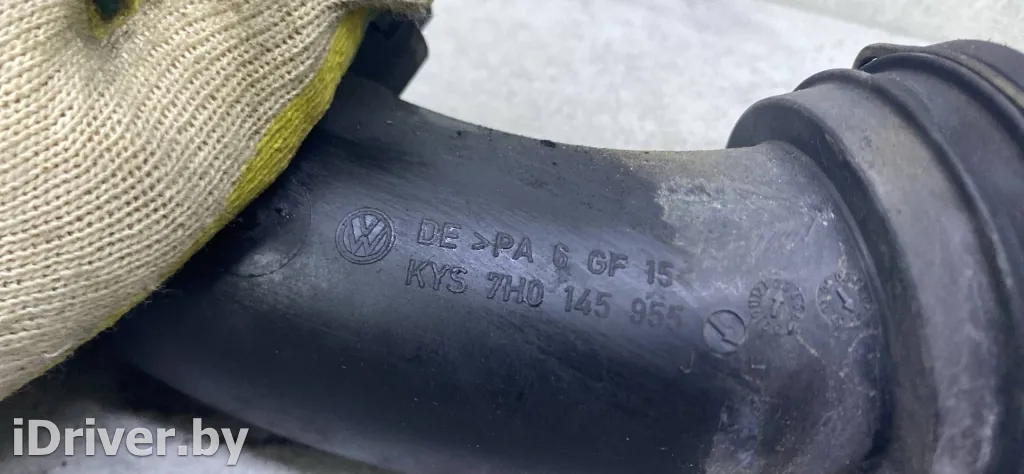 DE >PA 6 GF 15<
KYS 7H0 145 955
iDriver.by